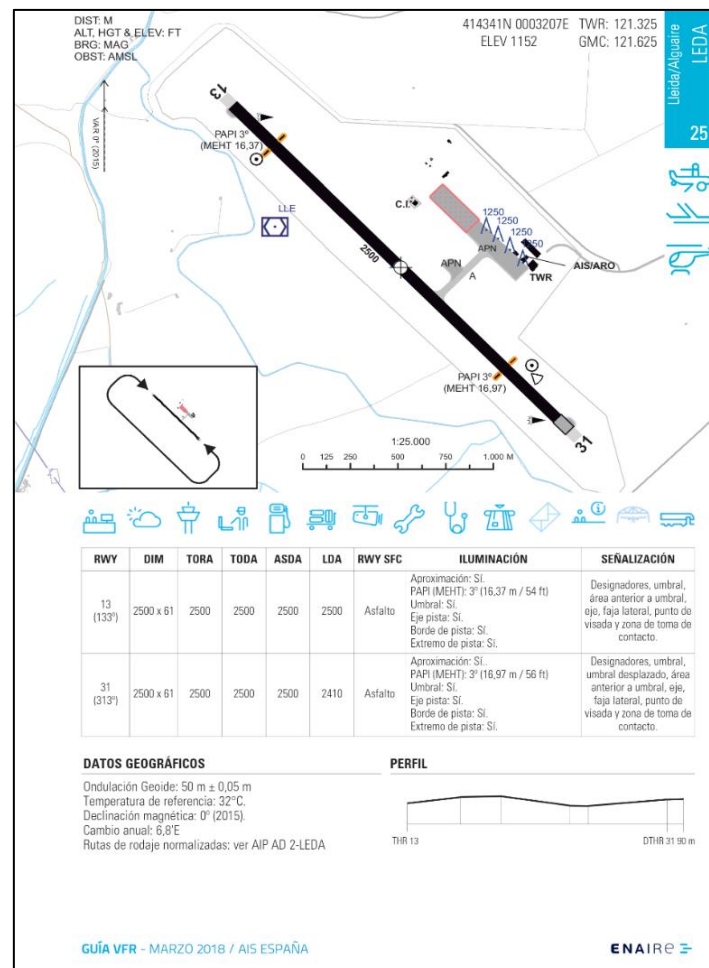 DIST: M
ALT, HGT & ELEV: FT
BRG: MAG
OBST: AMSL
414341N 0003207E TWR: 121.325
ELEV 1152 GMC: 121.625
Lleida/Alguaire
LEDA
25
VAR 0º (2015)
13
PAPI 3º
(MEHT 16,37)
LLE
C.I.
1250
1250
1250
1250
2500
APN
APN
A
AIS/ARO
TWR
PAPI 3º
(MEHT 16,97)
31
1:25.000
0 125 250 500 750 1.000 M
RWY DIM TORA TODA ASDA LDA RWY SFC ILUMINACIÓN SEÑALIZACIÓN
13
(133º)
2500 x 61 2500 2500 2500 2500 Asfalto
Aproximación: Sí.
PAPI (MEHT): 3º (16,37 m / 54 ft)
Umbral: Sí.
Eje pista: Sí.
Borde de pista: Sí.
Extremo de pista: Sí.
Designadores, umbral,
área anterior a umbral,
eje, faja lateral, punto de
visada y zona de toma de
contacto.
31
(313º)
2500 x 61 2500 2500 2500 2410 Asfalto
Aproximación: Sí..
PAPI (MEHT): 3º (16,97 m / 56 ft)
Umbral: Sí.
Eje pista: Sí.
Borde de pista: Sí.
Extremo de pista: Sí.
Designadores, umbral,
umbral desplazado, área
anterior a umbral, eje,
faja lateral, punto de
visada y zona de toma de
contacto.
DATOS GEOGRÁFICOS
Ondulación Geoide: 50 m ± 0,05 m
Temperatura de referencia: 32°C.
Declinación magnética: 0º (2015).
Cambio anual: 6,8'E
Rutas de rodaje normalizadas: ver AIP AD 2-LEDA
PERFIL
THR 13 DTHR 31 90 m
GUÍA VFR - MARZO 2018 / AIS ESPAÑA
ENAIRe